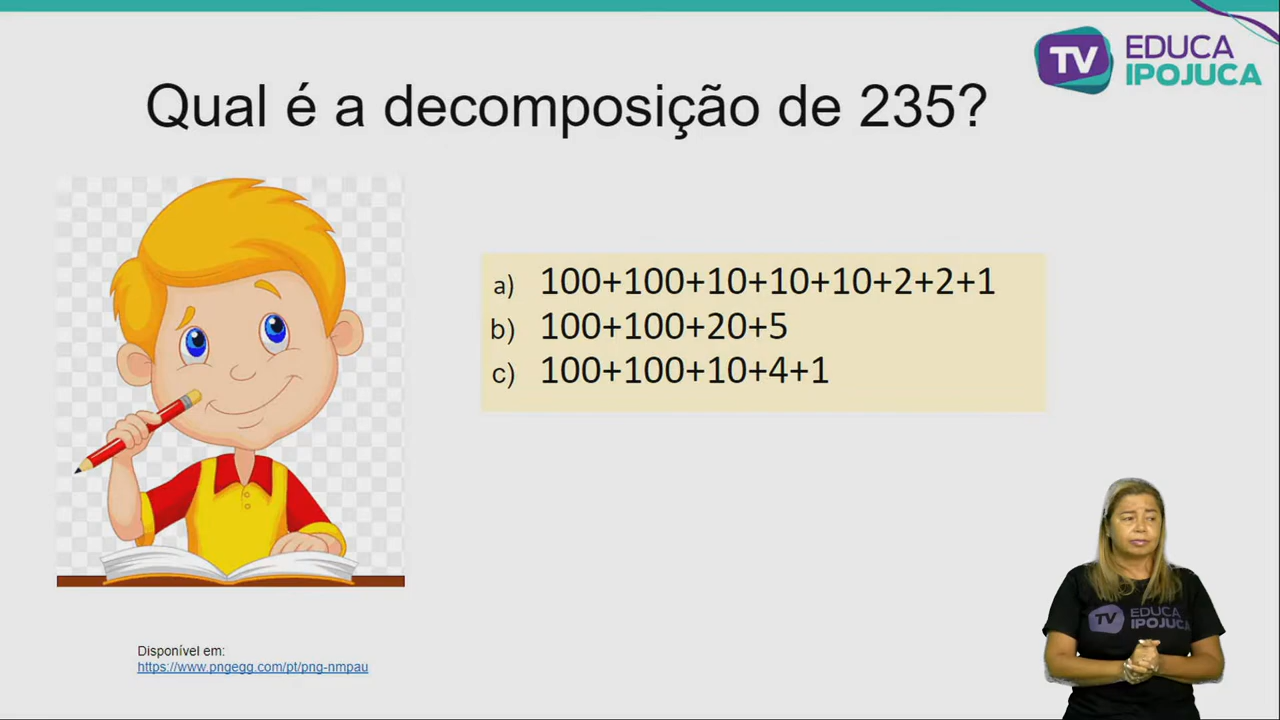 TV EDUCA
IPOJUCA
Qual é a decomposição de 235?
a) 100+100+10+10+10+2+2+1
b) 100+100+20+5
c) 100+100+10+4+1
TV EDUCA
IPOJUCA
Disponível em:
https://www.pngegg.com/pt/png-nmpau